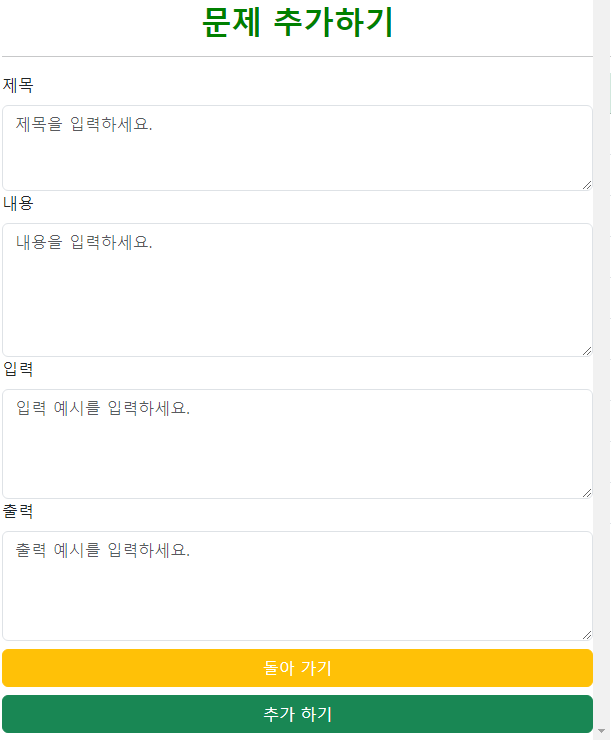 문제 추가하기
제목
제목을 입력하세요.
내용
내용을 입력하세요.
입력
입력 예시를 입력하세요.
출력
출력 예시를 입력하세요.
돌아 가기
추가 하기